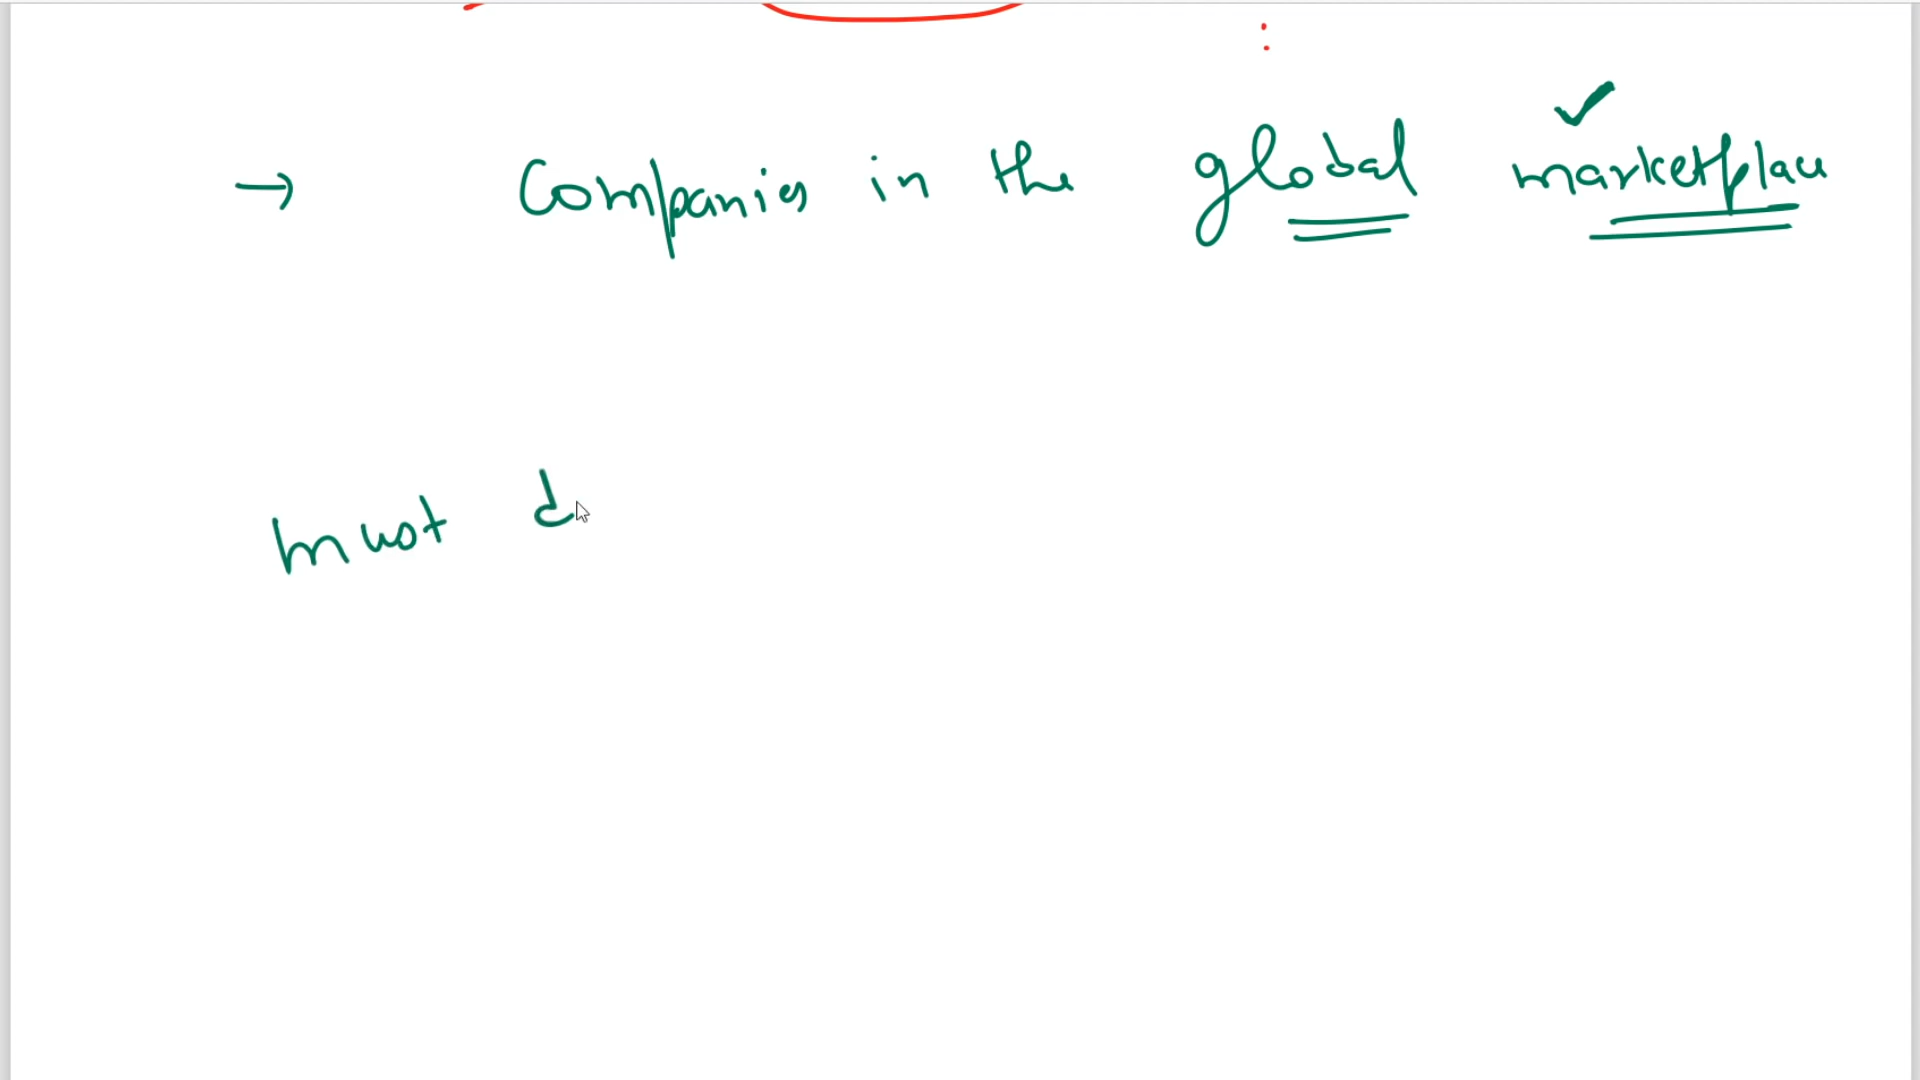 → Companies in the global marketplace
must d